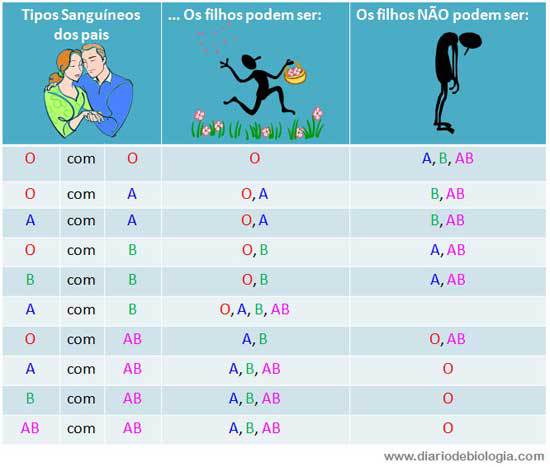 Tipos Sanguíneos dos pais ... Os filhos podem ser: Os filhos NÃO podem ser:
O com O O A, B, AB
O com A O, A B, AB
A com A O, A B, AB
O com B O, B A, AB
B com B O, B A, AB
A com B O, A, B, AB
O com AB A, B O, AB
A com AB A, B, AB O
B com AB A, B, AB O
AB com AB A, B, AB O
www.diariodebiologia.com